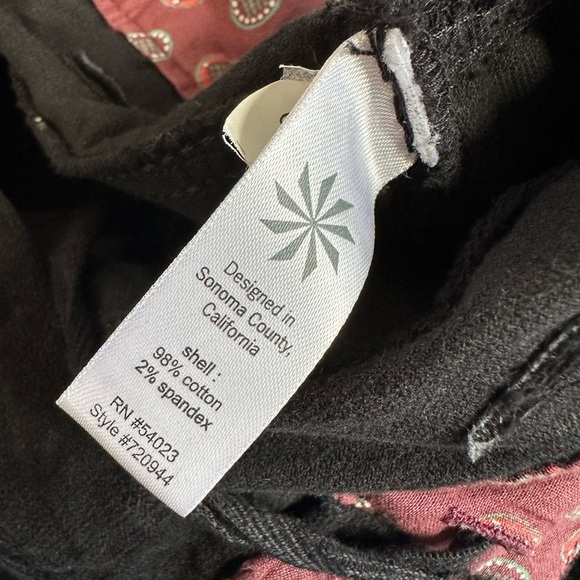 Designed in
Sonoma County,
California
shell :
98% cotton
2% spandex
RN #54023
Style #720944